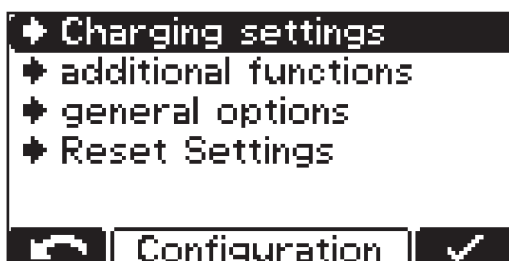 Charging settings
additional functions
general options
Reset Settings
Configuration